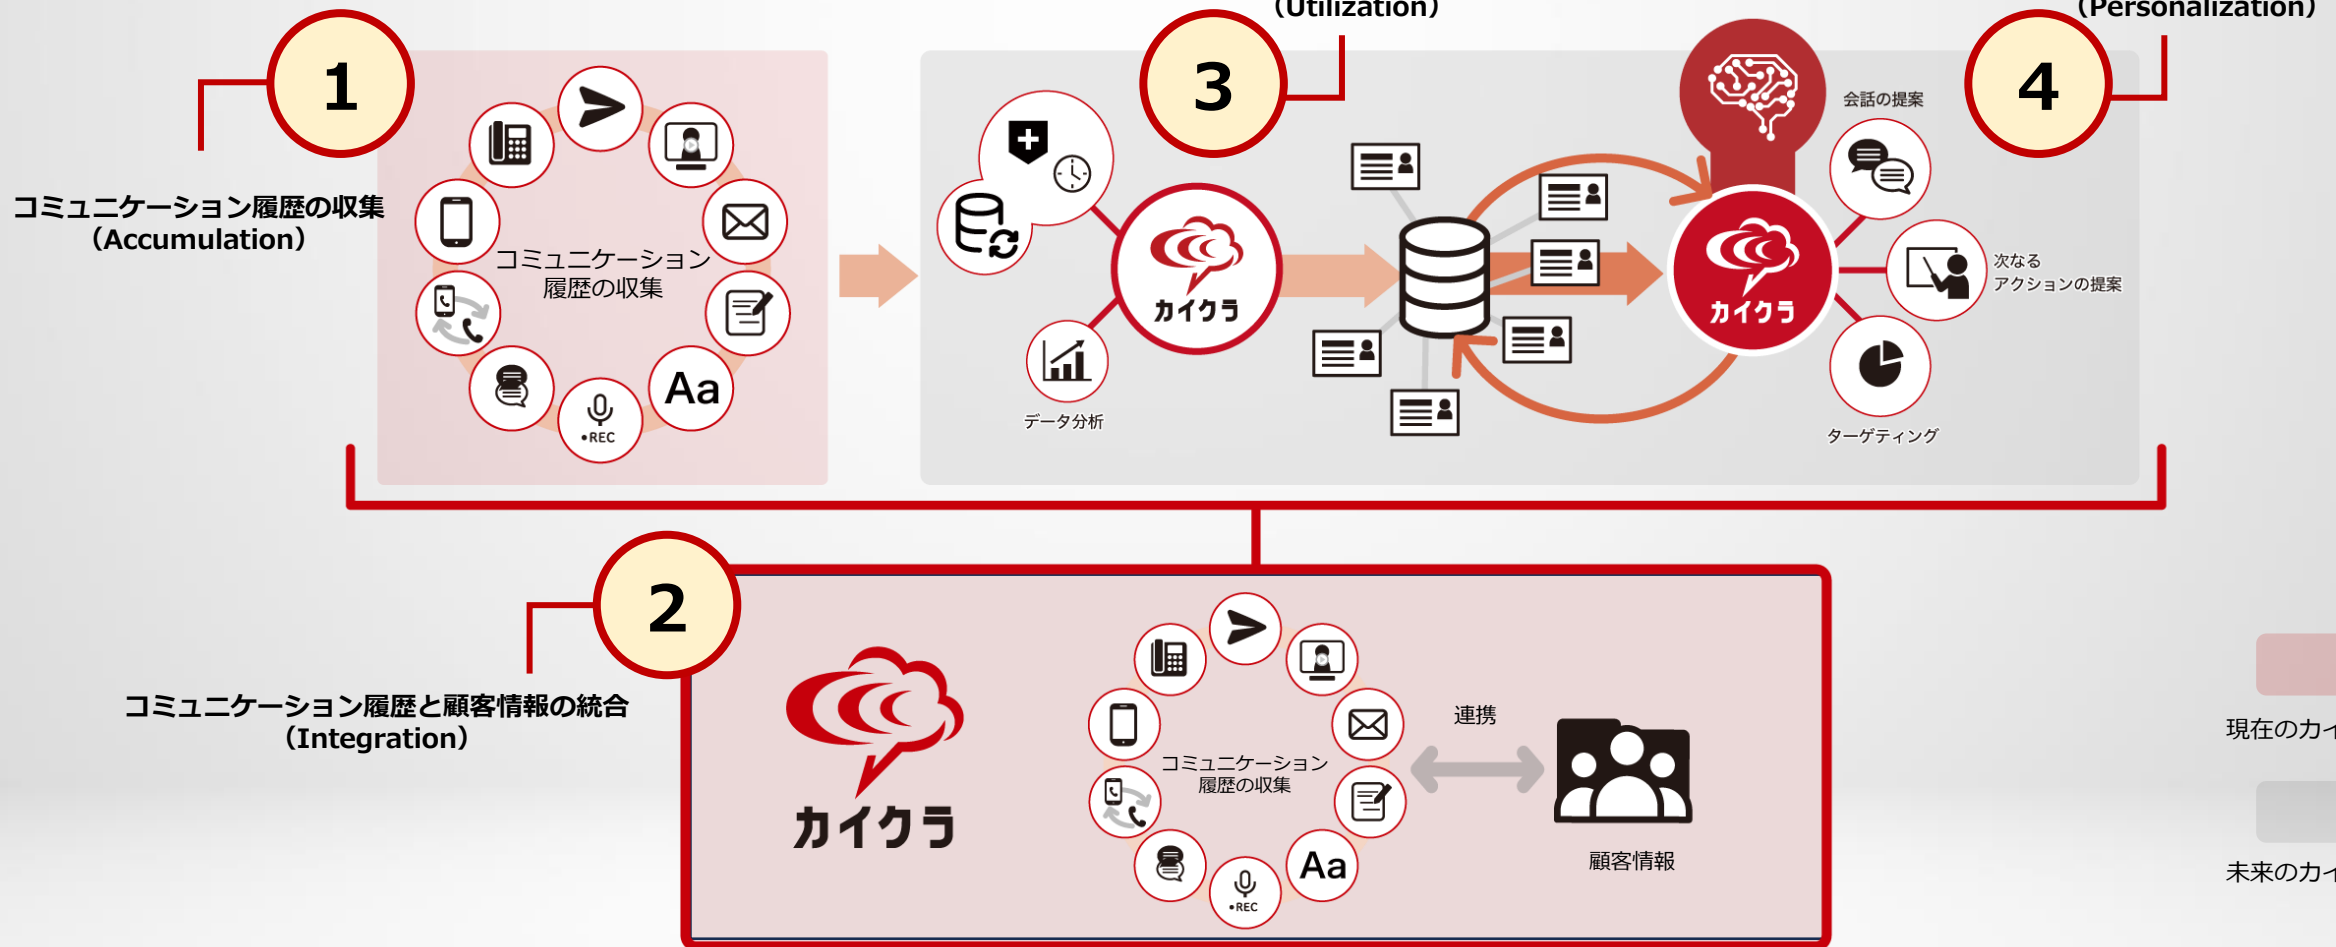 (Utilization)
(Personalization)
1
3
4
会話の提案
コミュニケーション履歴の収集
（Accumulation）
コミュニケーション
履歴の収集
Aa
•REC
カイクラ
データ分析
カイクラ
次なる
アクションの提案
ターゲティング
2
コミュニケーション履歴と顧客情報の統合
（Integration）
カイクラ
コミュニケーション
履歴の収集
Aa
•REC
連携
顧客情報
現在のカイ
未来のカイ